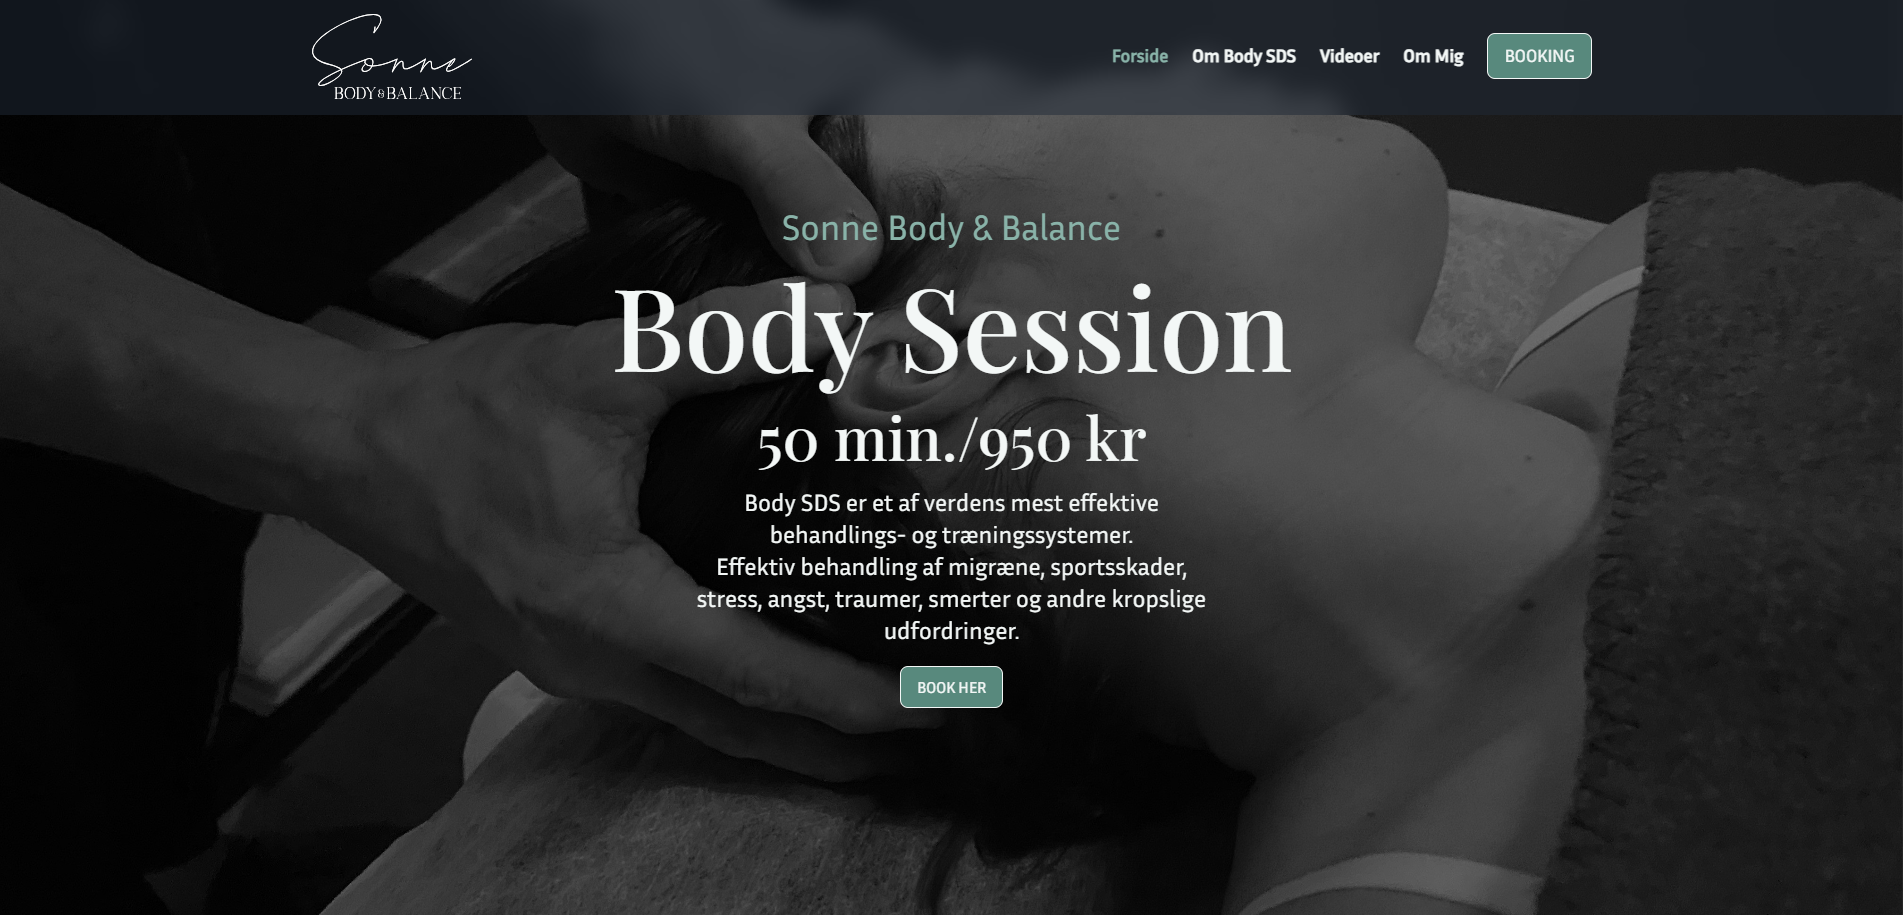 Sonne
BODY & BALANCE
Forside
Om Body SDS
Videoer
Om Mig
BOOKING
Sonne Body & Balance
Body Session
50 min./950 kr
Body SDS er et af verdens mest effektive
behandlings- og træningssystemer.
Effektiv behandling af migræne, sportsskader,
stress, angst, traumer, smerter og andre kropslige
udfordringer.
BOOK HER